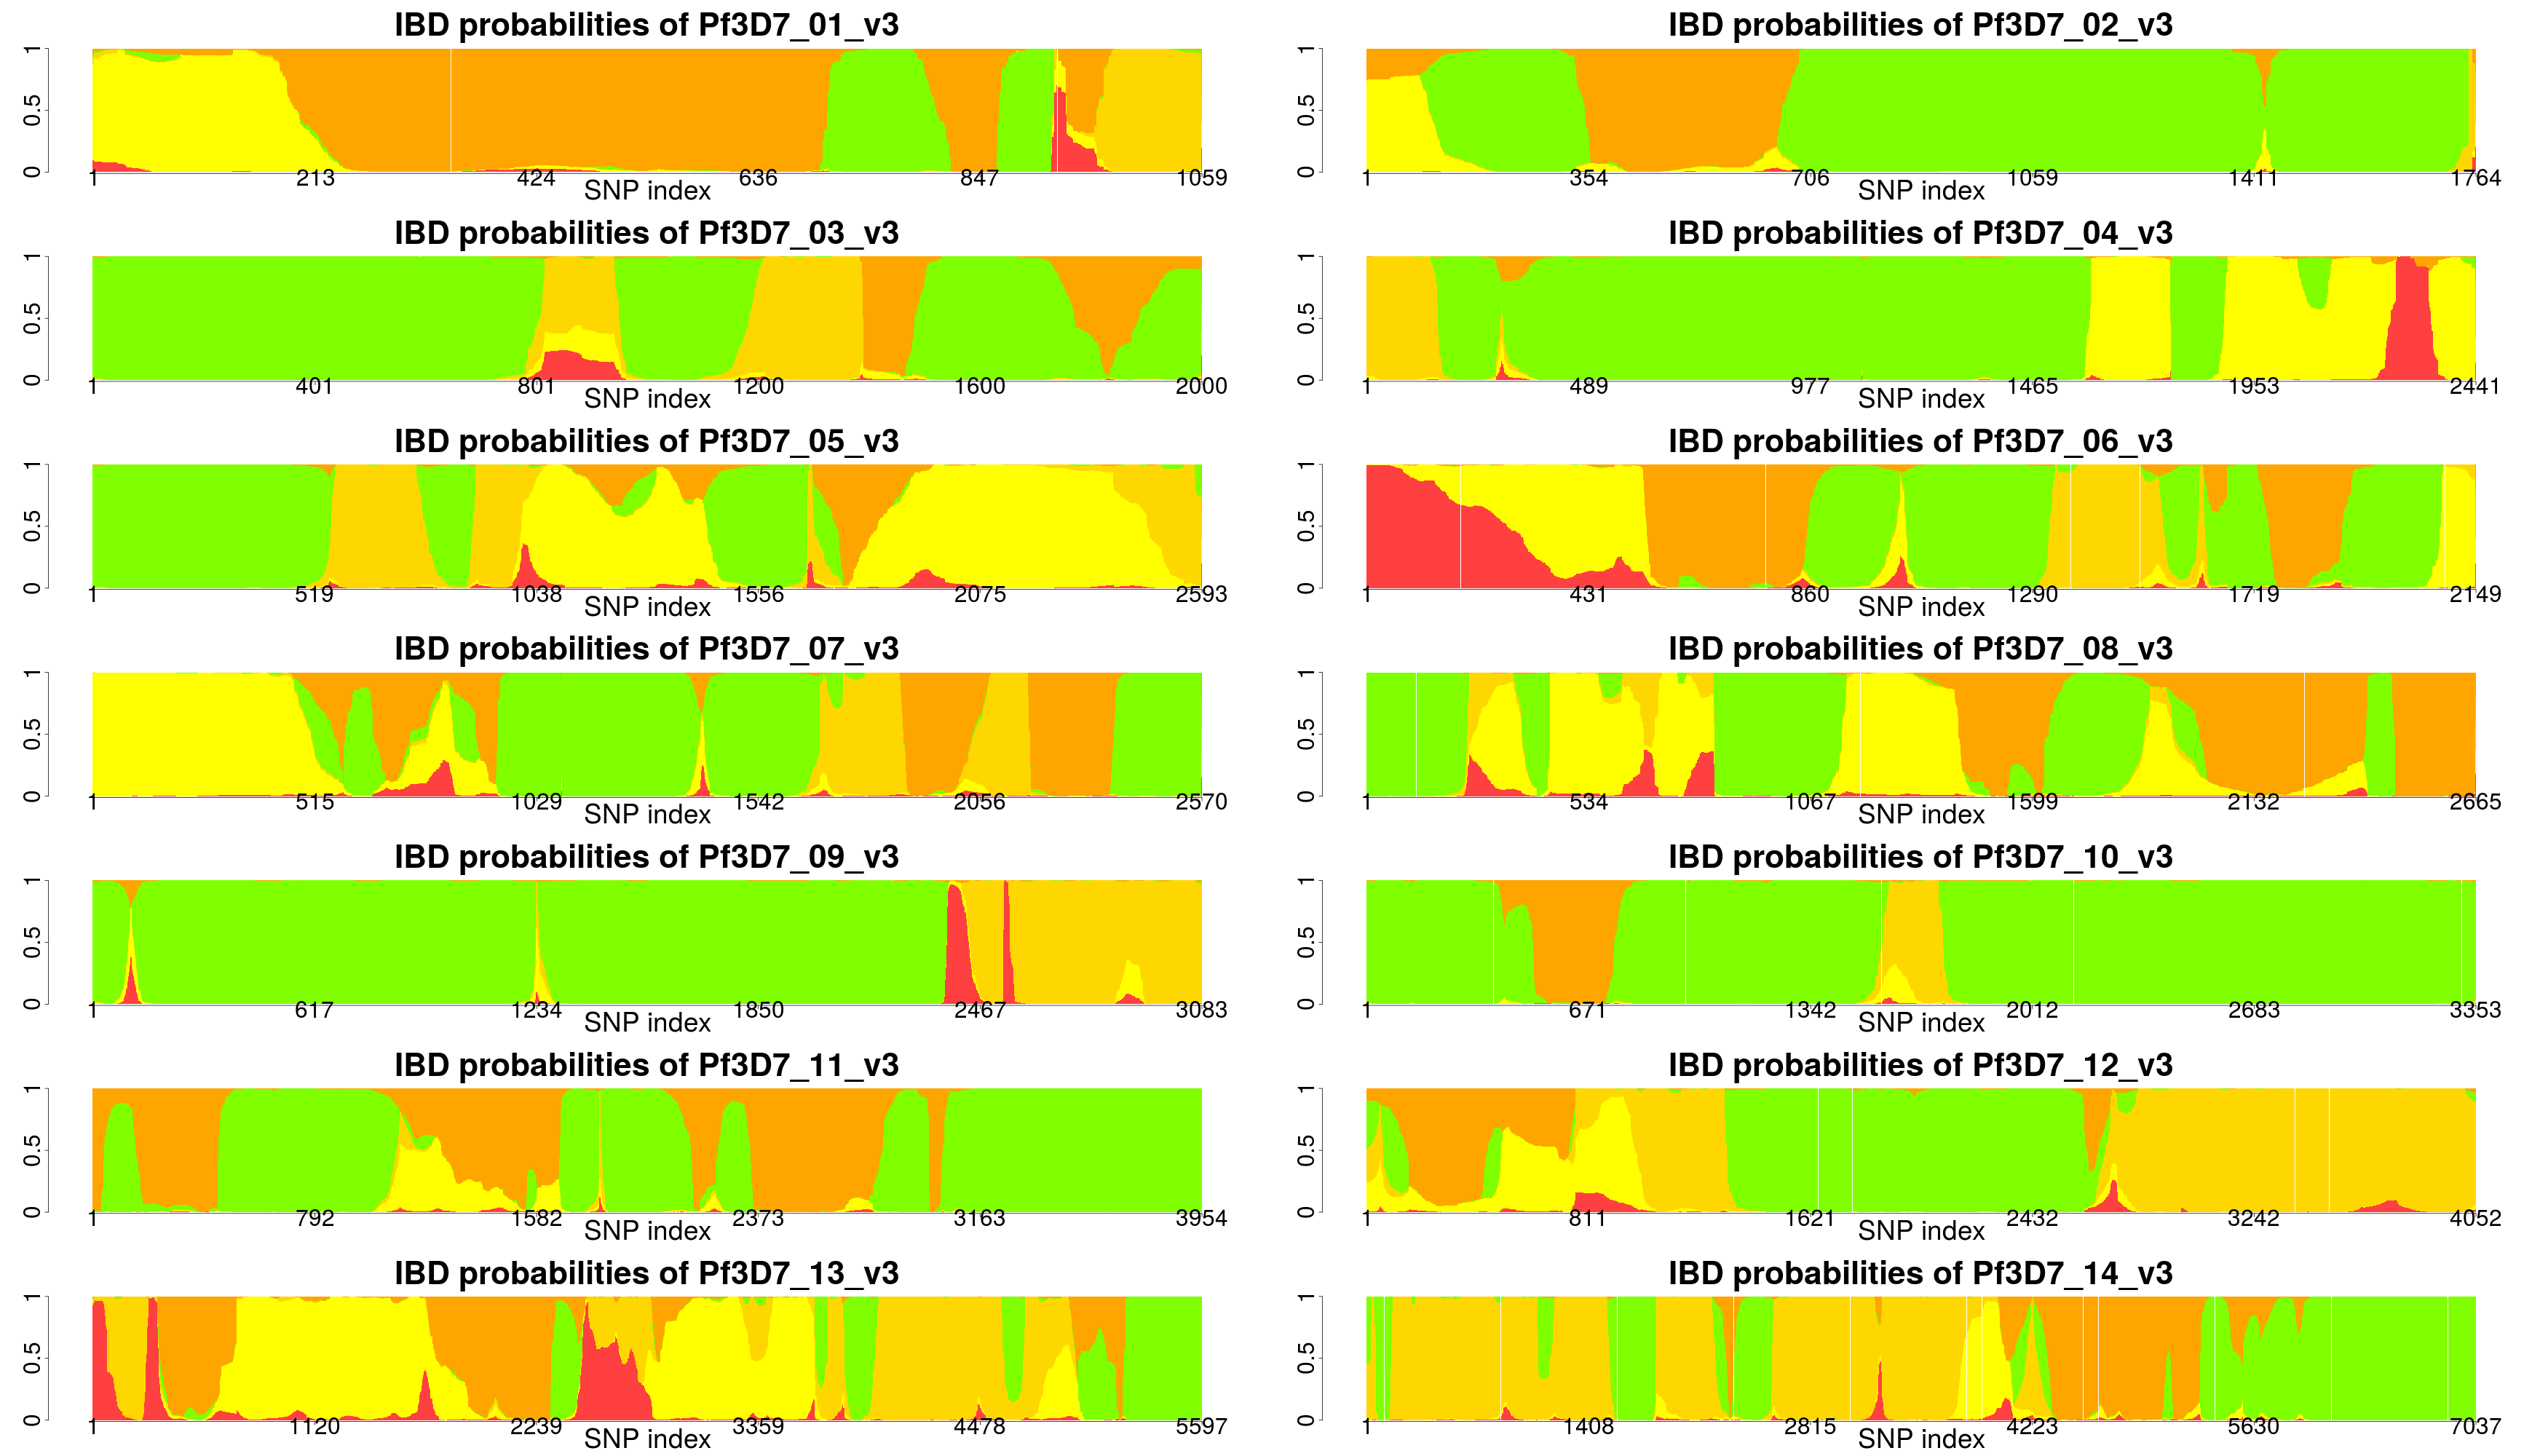 IBD probabilities of Pf3D7_01_v3
0 0.5 1
1 213 424 636 847 1059
SNP index
IBD probabilities of Pf3D7_02_v3
0 0.5 1
1 354 706 1059 1411 1764
SNP index
IBD probabilities of Pf3D7_03_v3
0 0.5 1
1 401 801 1200 1600 2000
SNP index
IBD probabilities of Pf3D7_04_v3
0 0.5 1
1 489 977 1465 1953 2441
SNP index
IBD probabilities of Pf3D7_05_v3
0 0.5 1
1 519 1038 1556 2075 2593
SNP index
IBD probabilities of Pf3D7_06_v3
0 0.5 1
1 431 860 1290 1719 2149
SNP index
IBD probabilities of Pf3D7_07_v3
0 0.5 1
1 515 1029 1542 2056 2570
SNP index
IBD probabilities of Pf3D7_08_v3
0 0.5 1
1 534 1067 1599 2132 2665
SNP index
IBD probabilities of Pf3D7_09_v3
0 0.5 1
1 617 1234 1850 2467 3083
SNP index
IBD probabilities of Pf3D7_10_v3
0 0.5 1
1 671 1342 2012 2683 3353
SNP index
IBD probabilities of Pf3D7_11_v3
0 0.5 1
1 792 1582 2373 3163 3954
SNP index
IBD probabilities of Pf3D7_12_v3
0 0.5 1
1 811 1621 2432 3242 4052
SNP index
IBD probabilities of Pf3D7_13_v3
0 0.5 1
1 1120 2239 3359 4478 5597
SNP index
IBD probabilities of Pf3D7_14_v3
0 0.5 1
1 1408 2815 4223 5630 7037
SNP index